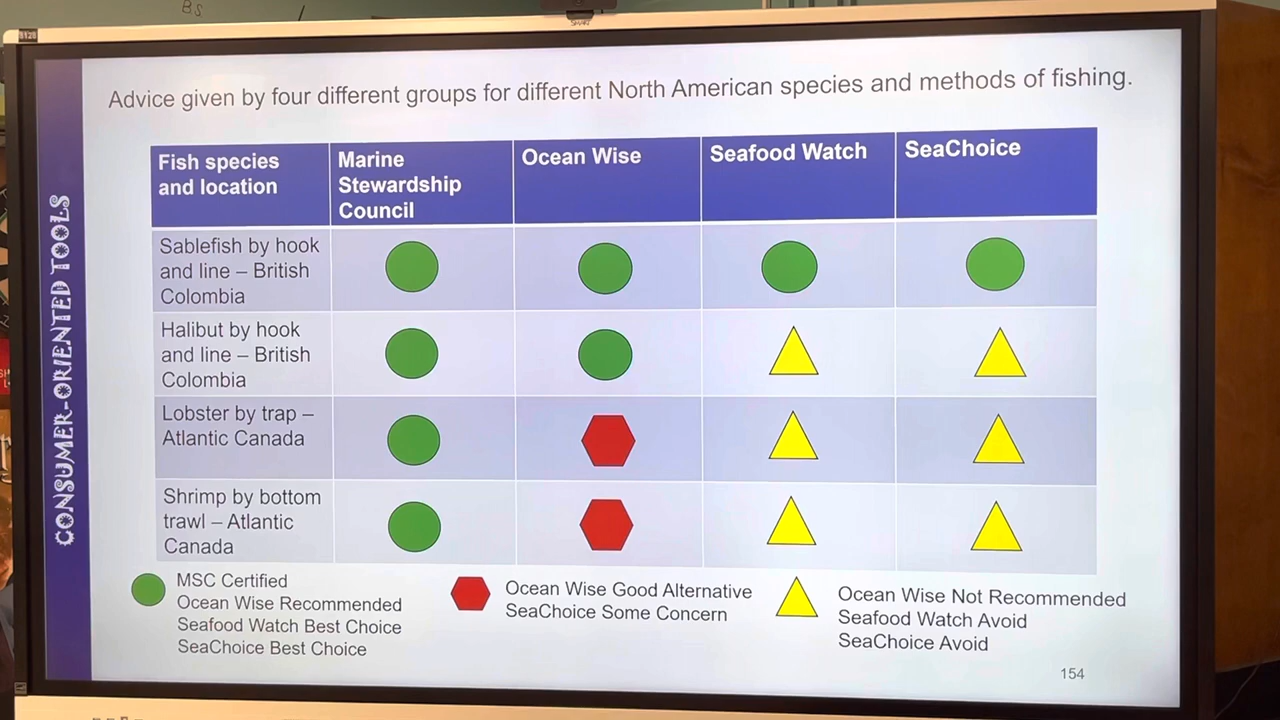 BS
SMART
Advice given by four different groups for different North American species and methods of fishing.
CONSUMER-ORIENTED TOOLS
Fish species
and location
Marine
Stewardship
Council
Ocean Wise
Seafood Watch
SeaChoice
Sablefish by hook
and line – British
Colombia
Halibut by hook
and line – British
Colombia
Lobster by trap –
Atlantic Canada
Shrimp by bottom
trawl – Atlantic
Canada
MSC Certified
Ocean Wise Recommended
Seafood Watch Best Choice
SeaChoice Best Choice
Ocean Wise Good Alternative
SeaChoice Some Concern
Ocean Wise Not Recommended
Seafood Watch Avoid
SeaChoice Avoid
154